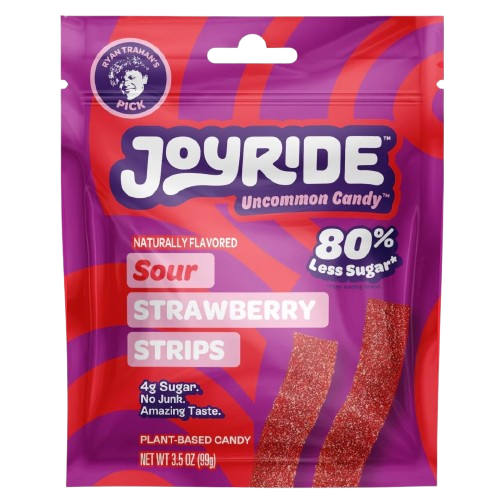 RYAN TRAHAN'S
PICK
JOYRIDE™
Uncommon Candy™
80%
Less Sugar*
NATURALLY FLAVORED
Sour
STRAWBERRY
STRIPS
4g Sugar.
No Junk.
Amazing Taste.
PLANT-BASED CANDY
NET WT 3.5 OZ (99g)